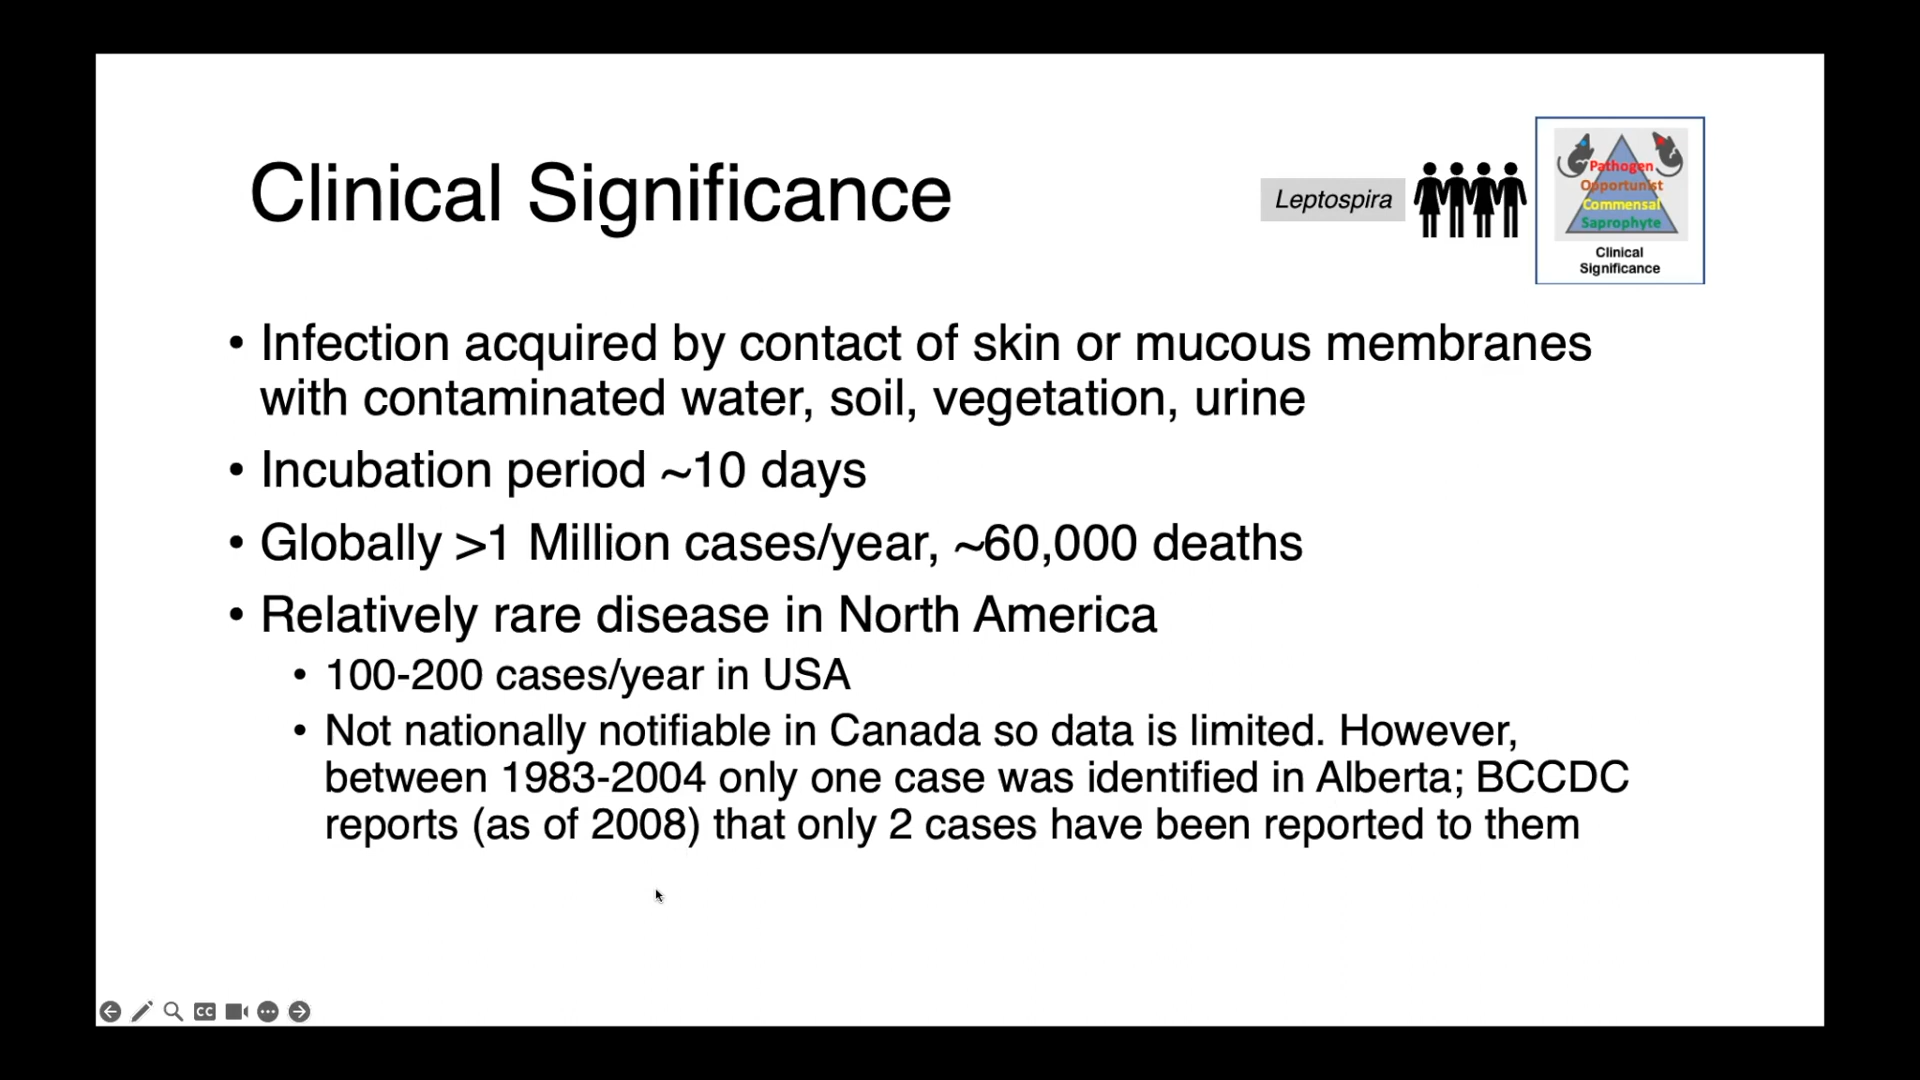 Clinical Significance
Leptospira
Pathogen
Opportunist
Commensal
Saprophyte
Clinical
Significance
• Infection acquired by contact of skin or mucous membranes
with contaminated water, soil, vegetation, urine
• Incubation period ~10 days
• Globally >1 Million cases/year, ~60,000 deaths
• Relatively rare disease in North America
• 100-200 cases/year in USA
• Not nationally notifiable in Canada so data is limited. However,
between 1983-2004 only one case was identified in Alberta; BCCDC
reports (as of 2008) that only 2 cases have been reported to them
CC